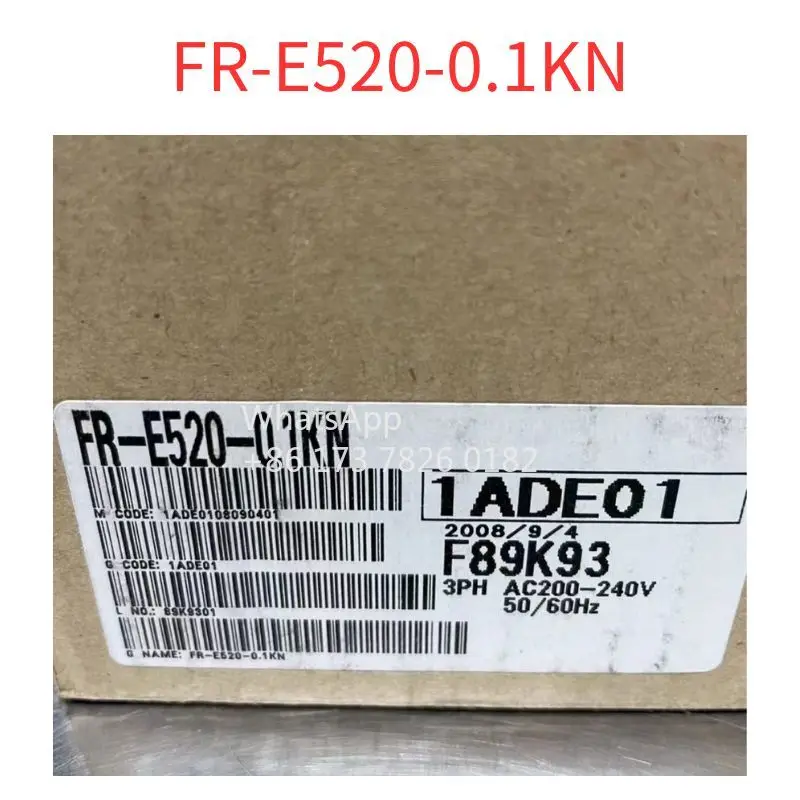 FR-E520-0.1KN
WhatsApp
+86 173 7826 0182
FR-E520-0.1KN
M CODE: 1ADE0108090401
G CODE: 1ADE01
L NO.: 89K9301
G NAME: FR-E520-0.1KN
1ADE01
2008/9/4
F89K93
3PH AC200-240V
50/60Hz